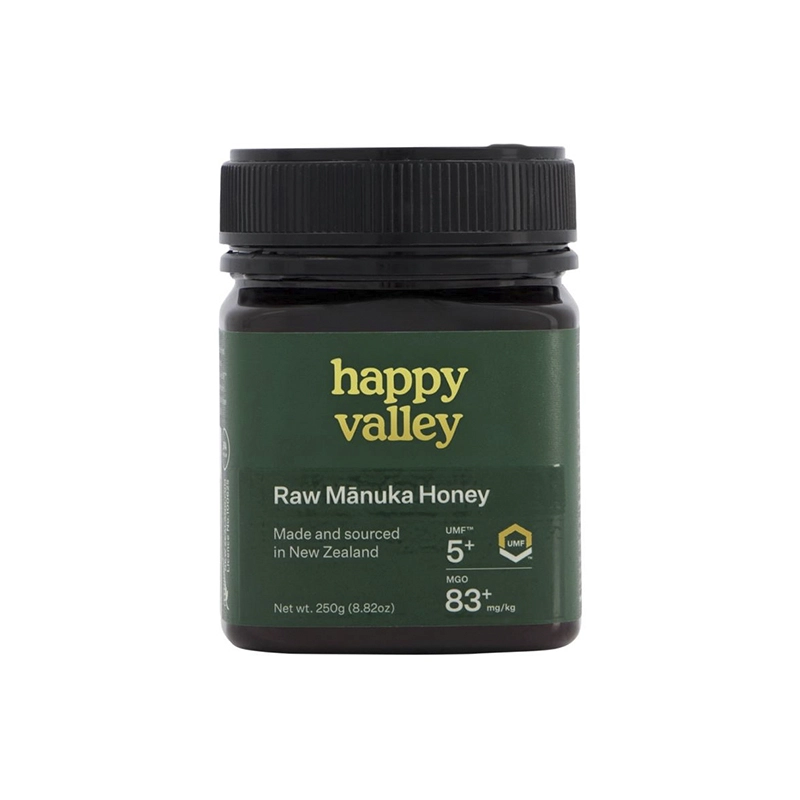 happy
valley
Raw Mānuka Honey
Made and sourced
in New Zealand
Net wt. 250g (8.82oz)
UMF™
5+
UMF
™
MGO
83+ mg/kg